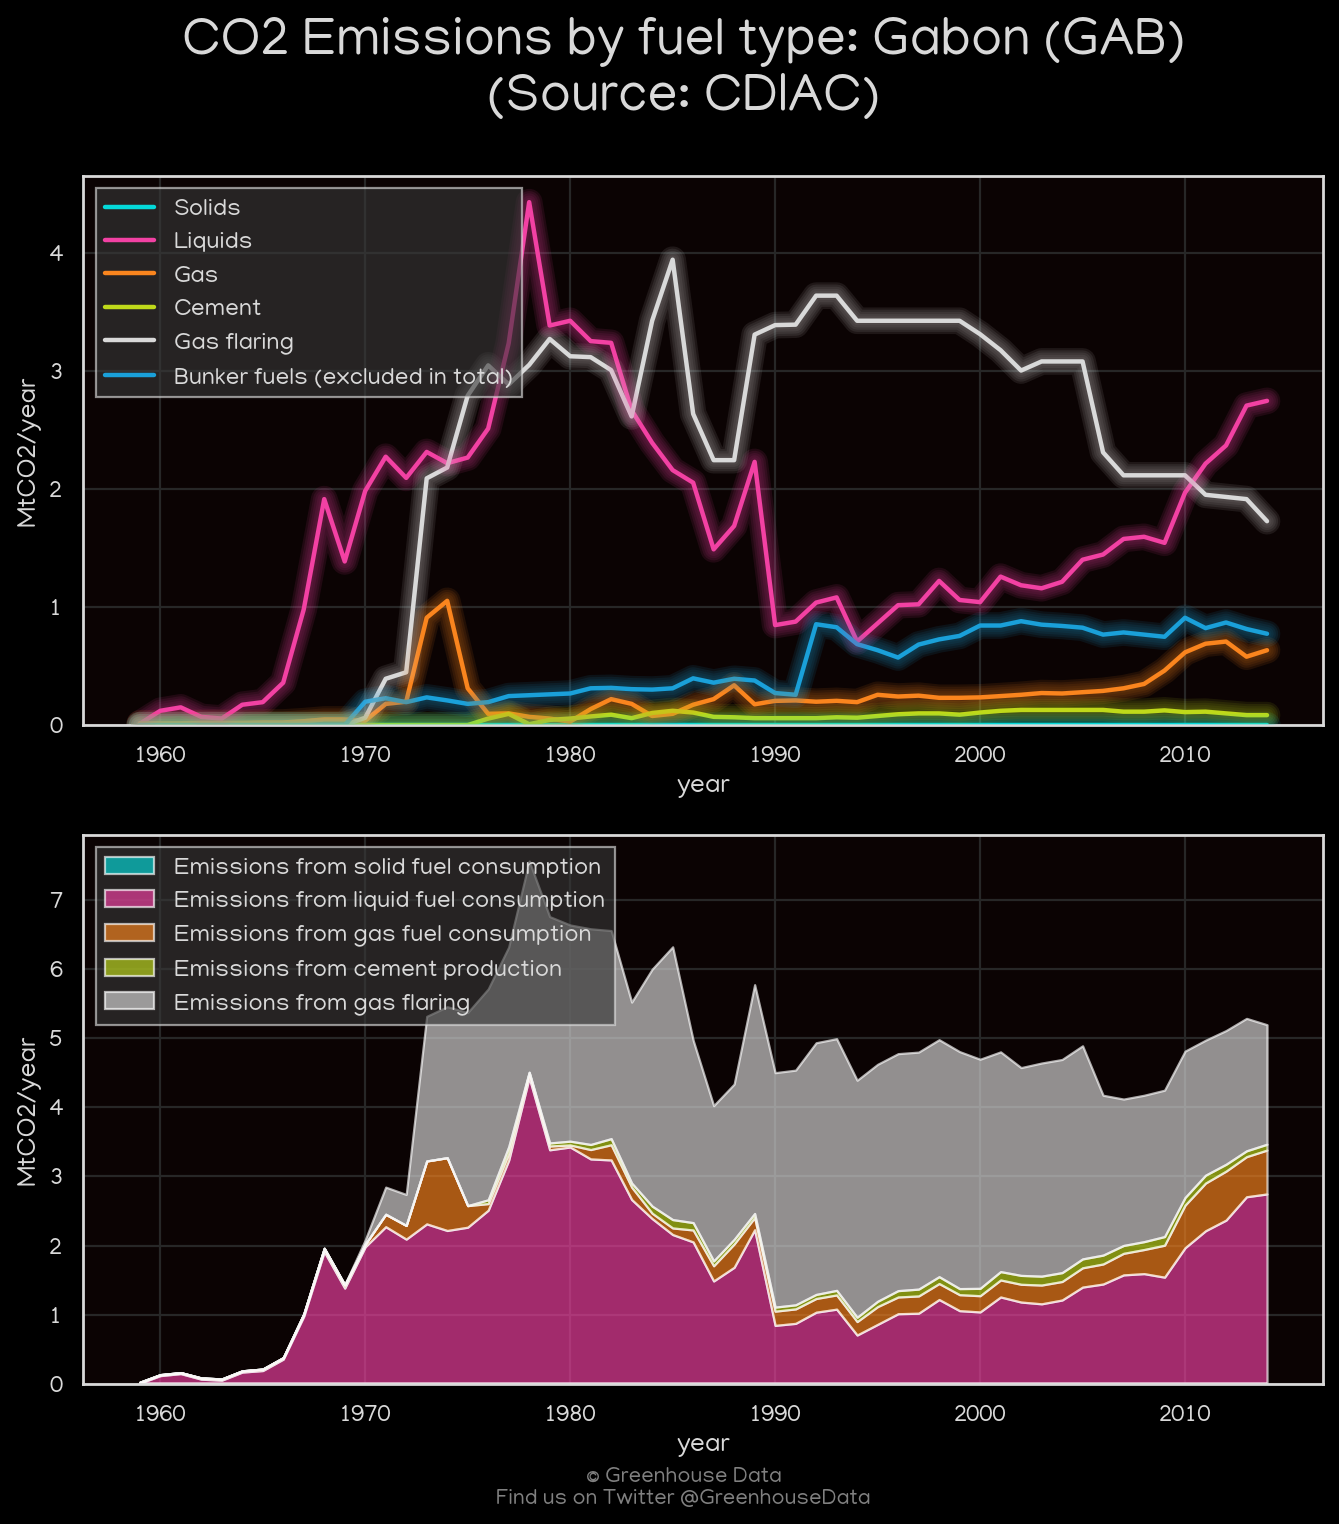 CO2 Emissions by fuel type: Gabon (GAB)
(Source: CDIAC)
Solids
Liquids
Gas
Cement
Gas flaring
Bunker fuels (excluded in total)
MtCO2/year
4
3
2
1
0
1960 1970 1980 1990 2000 2010
year
Emissions from solid fuel consumption
Emissions from liquid fuel consumption
Emissions from gas fuel consumption
Emissions from cement production
Emissions from gas flaring
MtCO2/year
7
6
5
4
3
2
1
0
1960 1970 1980 1990 2000 2010
year
© Greenhouse Data
Find us on Twitter @GreenhouseData